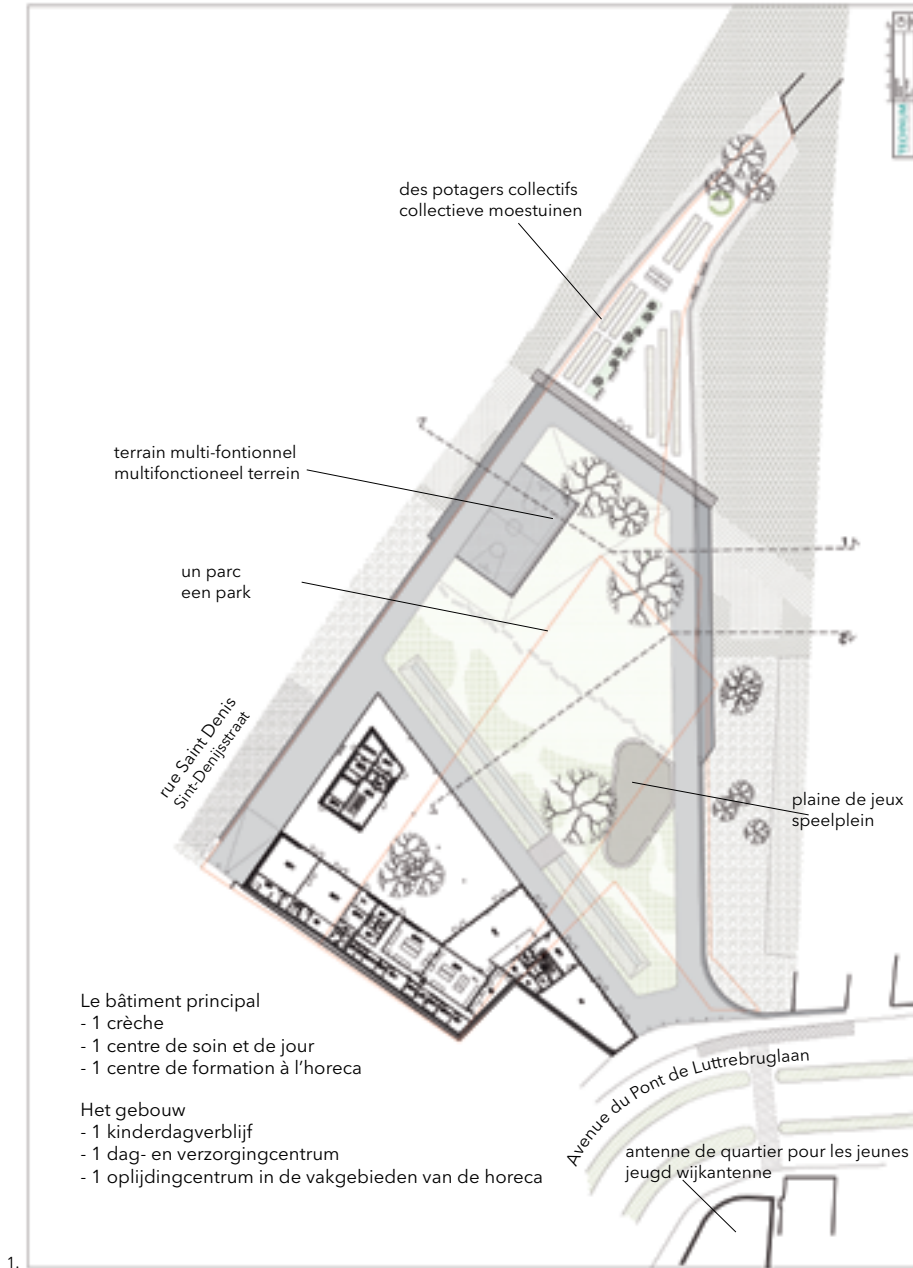 TECHNUM
des potagers collectifs
collectieve moestuinen
terrain multi-fontionnel
multifonctioneel terrein
un parc
een park
rue Saint Denis
Sint-Denijsstraat
plaine de jeux
speelplein
Le bâtiment principal
- 1 crèche
- 1 centre de soin et de jour
- 1 centre de formation à l'horeca
Het gebouw
- 1 kinderdagverblijf
- 1 dag- en verzorgingcentrum
- 1 oplijdingcentrum in de vakgebieden van de horeca
Avenue du Pont de Luttrebruglaan
antenne de quartier pour les jeunes
jeugd wijkantenne
1.